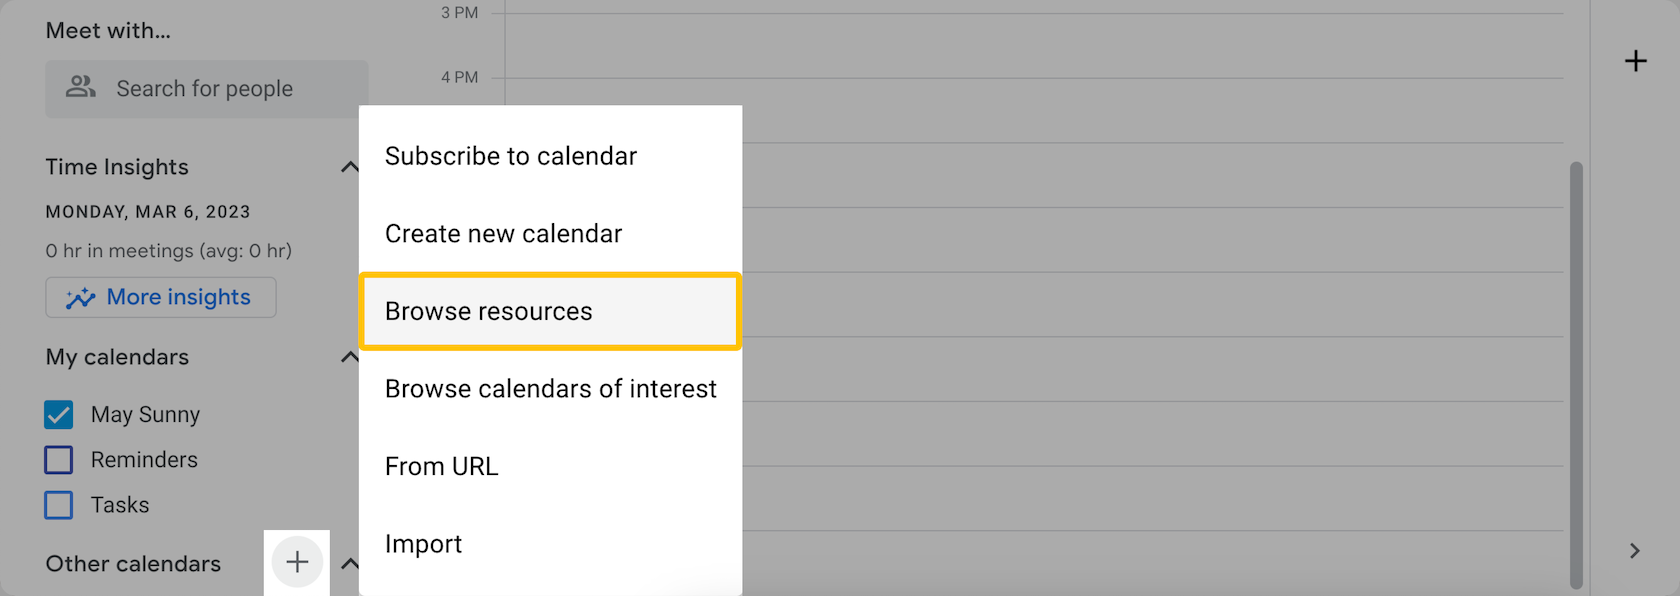 Meet with...
Search for people
Time Insights
MONDAY, MAR 6, 2023
0 hr in meetings (avg: 0 hr)
More insights
My calendars
May Sunny
Reminders
Tasks
Other calendars
3 PM
4 PM
Subscribe to calendar
Create new calendar
Browse resources
Browse calendars of interest
From URL
Import